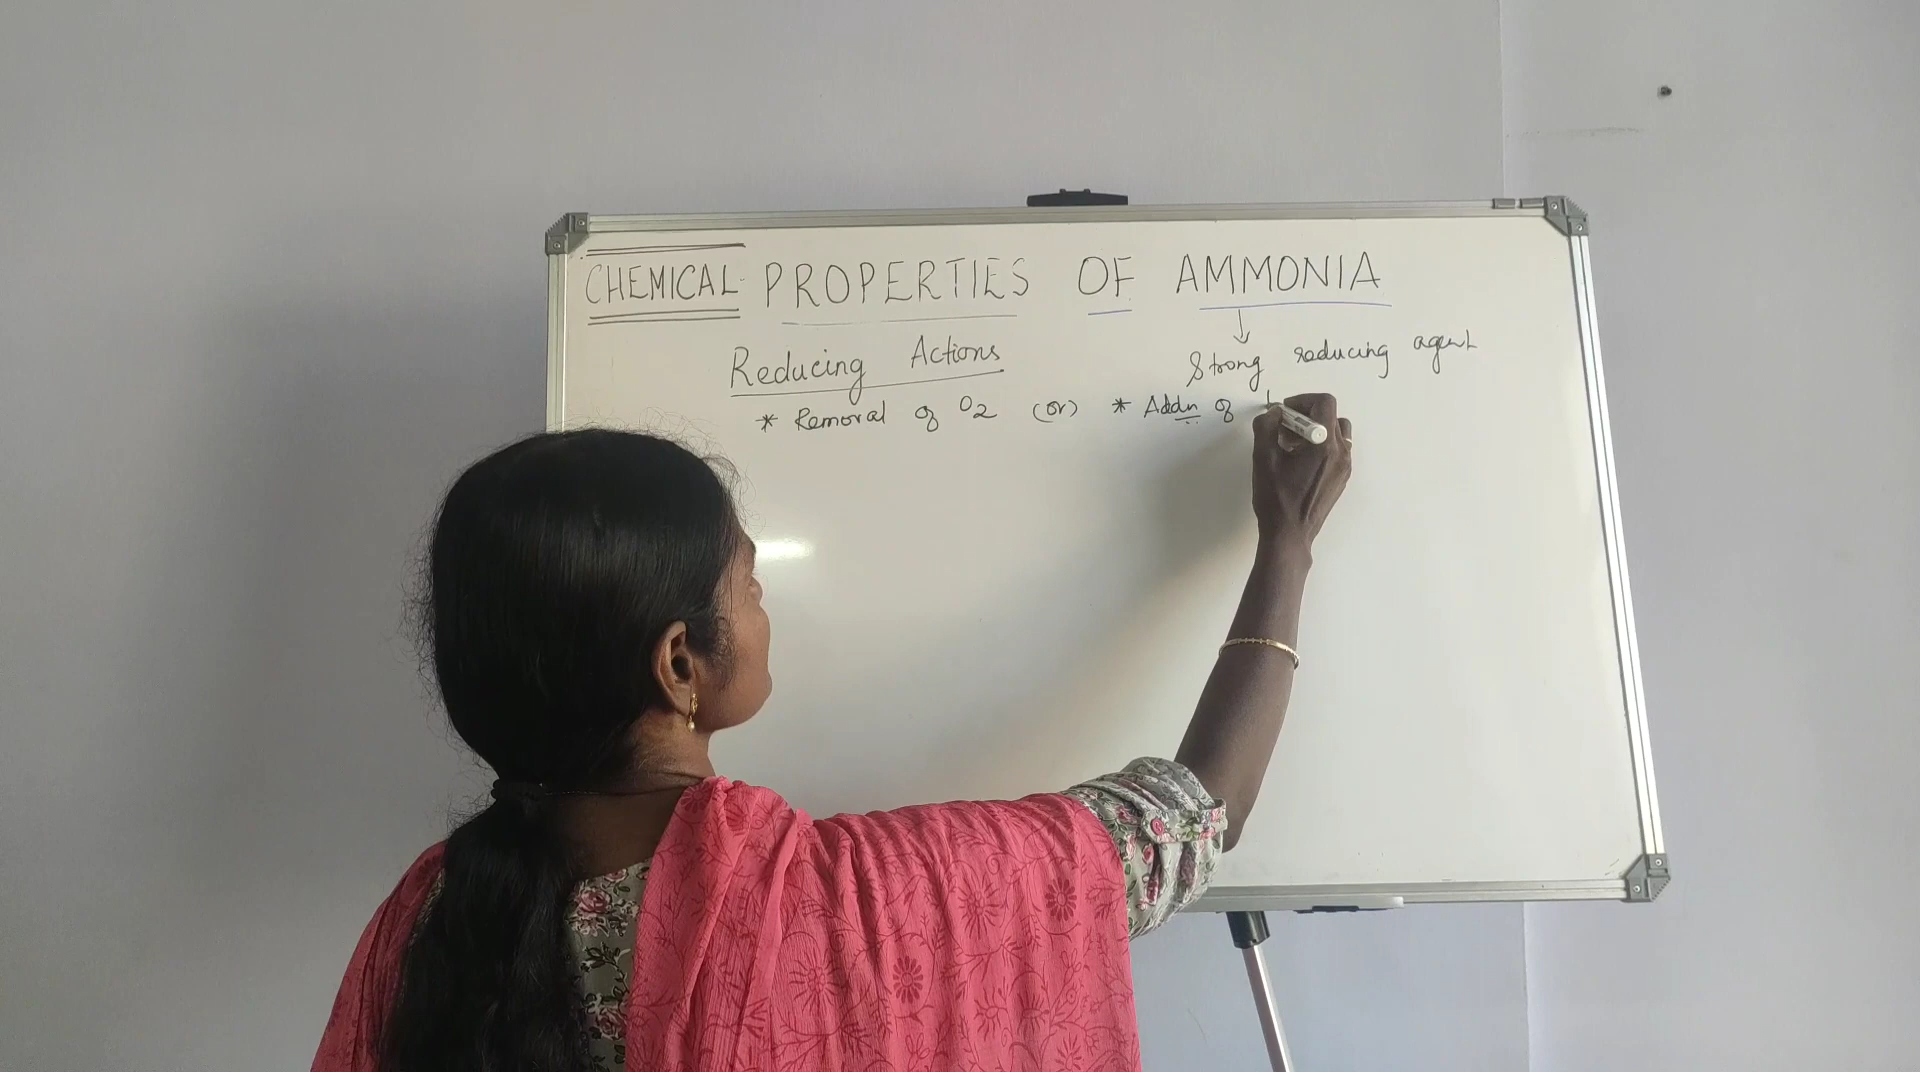 CHEMICAL PROPERTIES OF AMMONIA
Reducing Actions
↓
Strong reducing agent
* Removal of O2 (or) * Addn of